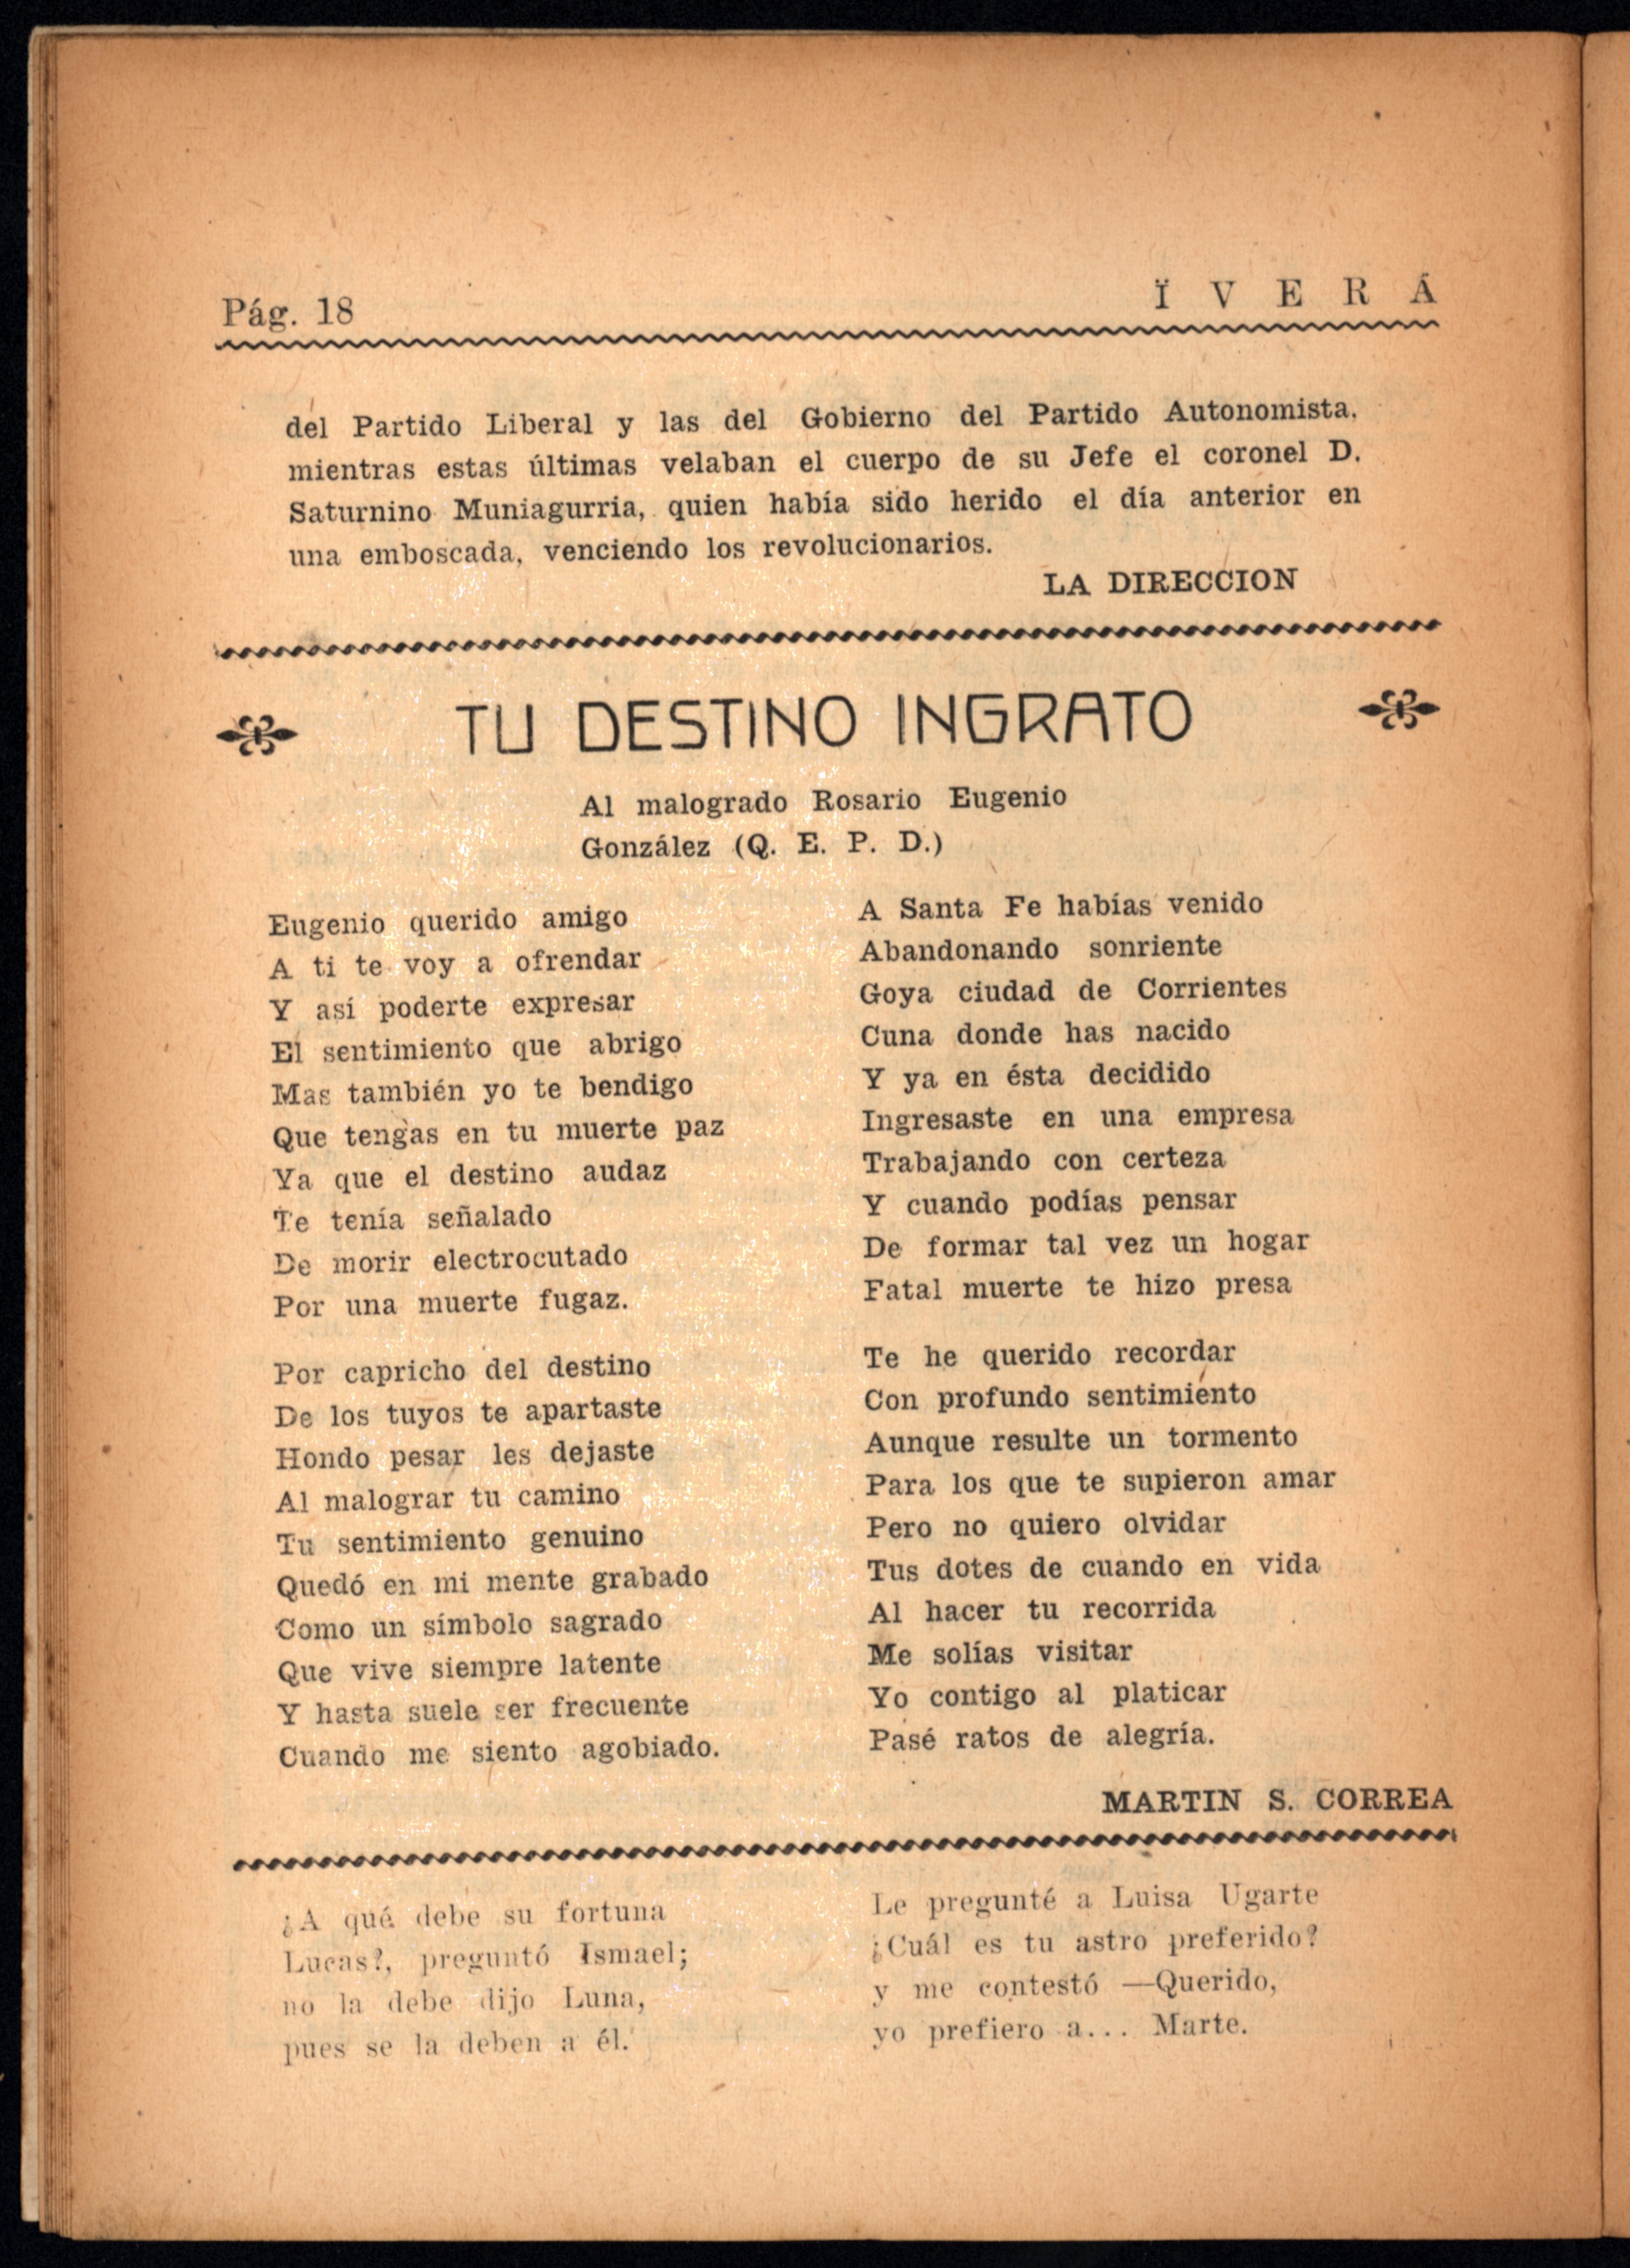 Pág. 18
Ï V E R Á
del Partido Liberal y las del Gobierno del Partido Autonomista,
mientras estas últimas velaban el cuerpo de su Jefe el coronel D.
Saturnino Muniagurria, quien había sido herido el día anterior en
una emboscada, venciendo los revolucionarios.
LA DIRECCION
TU DESTINO INGRATO
Al malogrado Rosario Eugenio
González (Q. E. P. D.)
Eugenio querido amigo
A ti te voy a ofrendar
Y así poderte expresar
El sentimiento que abrigo
Mas también yo te bendigo
Que tengas en tu muerte paz
Ya que el destino audaz
Te tenía señalado
De morir electrocutado
Por una muerte fugaz.
Por capricho del destino
De los tuyos te apartaste
Hondo pesar les dejaste
Al malograr tu camino
Tu sentimiento genuino
Quedó en mi mente grabado
Como un símbolo sagrado
Que vive siempre latente
Y hasta suele ser frecuente
Cuando me siento agobiado.
A Santa Fe habías venido
Abandonando sonriente
Goya ciudad de Corrientes
Cuna donde has nacido
Y ya en ésta decidido
Ingresaste en una empresa
Trabajando con certeza
Y cuando podías pensar
De formar tal vez un hogar
Fatal muerte te hizo presa
Te he querido recordar
Con profundo sentimiento
Aunque resulte un tormento
Para los que te supieron amar
Pero no quiero olvidar
Tus dotes de cuando en vida
Al hacer tu recorrida
Me solías visitar
Yo contigo al platicar
Pasé ratos de alegría.
MARTIN S. CORREA
¿A qué debe su fortuna
Lucas?, preguntó Ismael;
no la debe dijo Luna,
pues se la deben a él.
Le pregunté a Luisa Ugarte
¿Cuál es tu astro preferido?
y me contestó —Querido,
yo prefiero a... Marte.